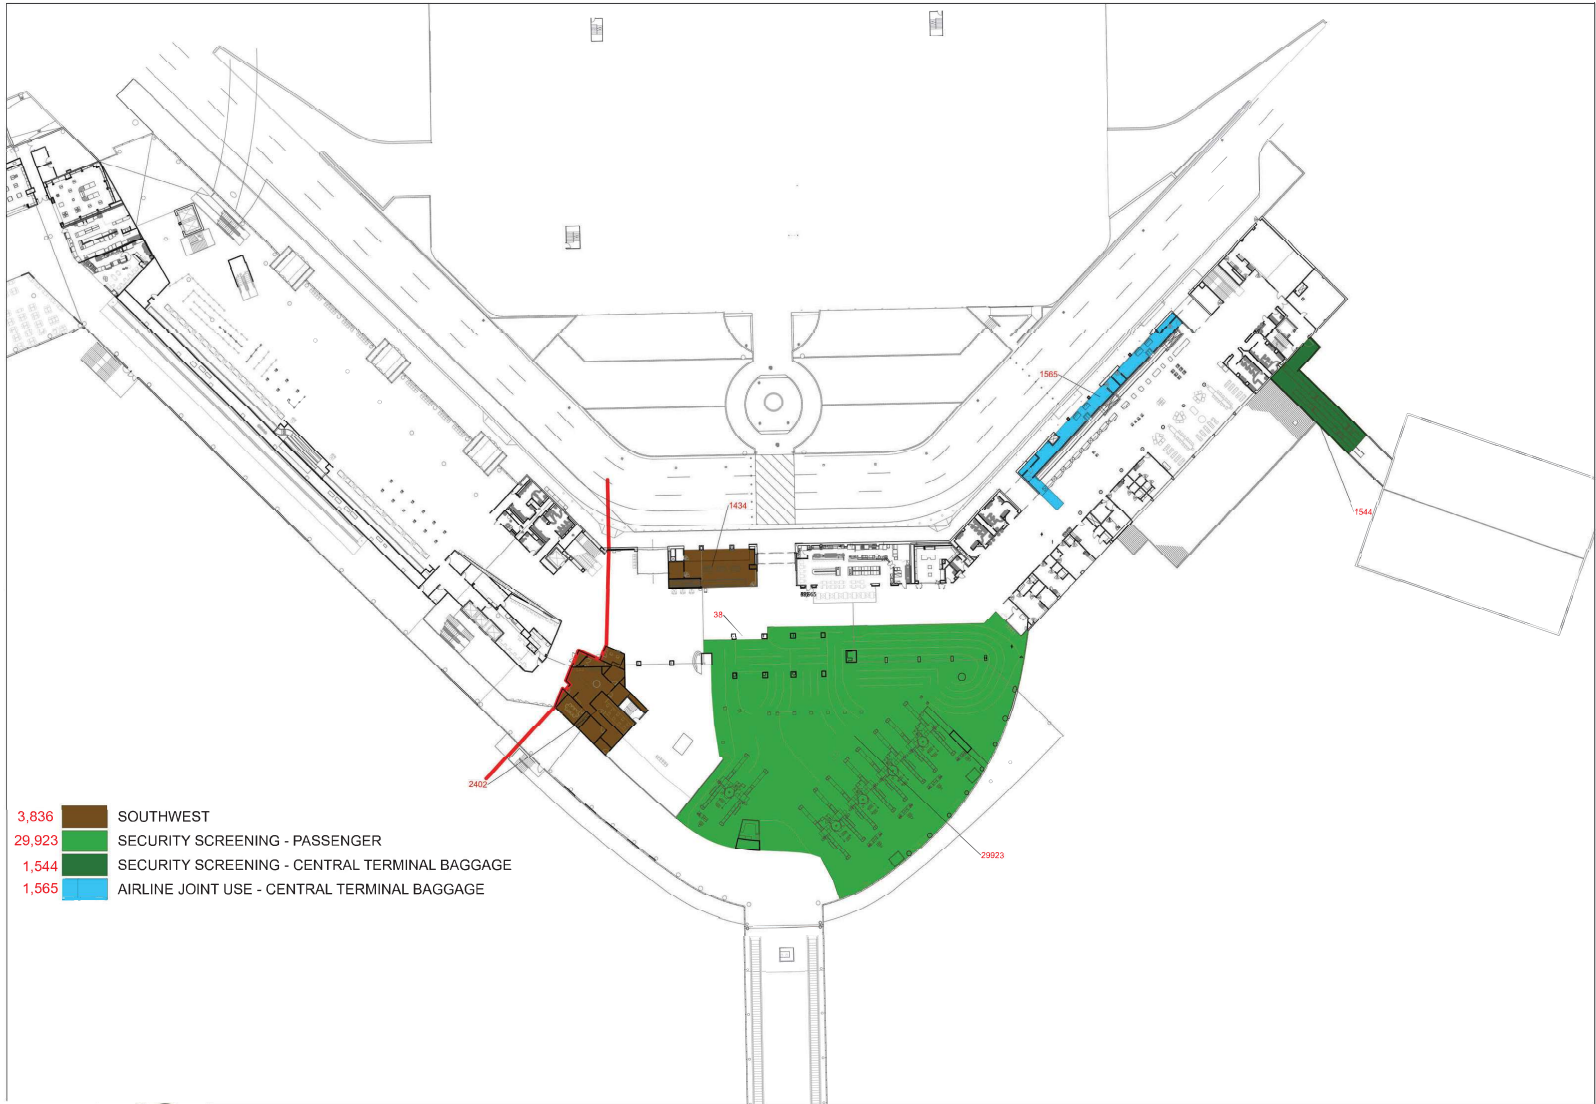 1565
1544
1434
38
2402
29923
3,836 SOUTHWEST
29,923 SECURITY SCREENING - PASSENGER
1,544 SECURITY SCREENING - CENTRAL TERMINAL BAGGAGE
1,565 AIRLINE JOINT USE - CENTRAL TERMINAL BAGGAGE